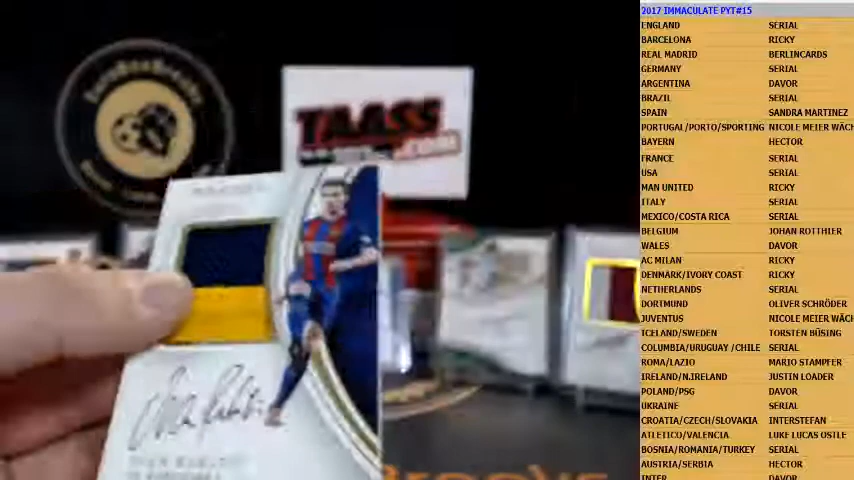 TAASS
.COM
2017 IMMACULATE PYT#15
ENGLAND SERIAL
BARCELONA RICKY
REAL MADRID BERLINCARDS
GERMANY SERIAL
ARGENTINA DAVOR
BRAZIL SERIAL
SPAIN SANDRA MARTINEZ
PORTUGAL/PORTO/SPORTING NICOLE MEIER WÄCH
BAYERN HECTOR
FRANCE SERIAL
USA SERIAL
MAN UNITED RICKY
ITALY SERIAL
MEXICO/COSTA RICA SERIAL
BELGIUM JOHAN ROTTHIER
WALES DAVOR
AC MILAN RICKY
DENMARK/IVORY COAST RICKY
NETHERLANDS SERIAL
DORTMUND OLIVER SCHRÖDER
JUVENTUS NICOLE MEIER WÄCH
ICELAND/SWEDEN TORSTEN BÜSING
COLUMBIA/URUGUAY /CHILE SERIAL
ROMA/LAZIO MARIO STAMPFER
IRELAND/N.IRELAND JUSTIN LOADER
POLAND/PSG DAVOR
UKRAINE SERIAL
CROATIA/CZECH/SLOVAKIA INTERSTEFAN
ATLETICO/VALENCIA LUKE LUCAS OSTLE
BOSNIA/ROMANIA/TURKEY SERIAL
AUSTRIA/SERBIA HECTOR
INTER DAVOR